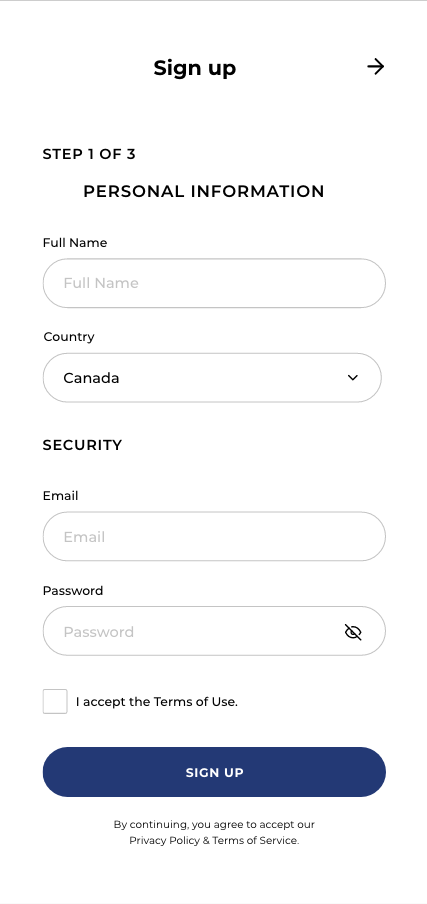 Sign up
STEP 1 OF 3
PERSONAL INFORMATION
Full Name
Full Name
Country
Canada
SECURITY
Email
Email
Password
Password
I accept the Terms of Use.
SIGN UP
By continuing, you agree to accept our
Privacy Policy & Terms of Service.